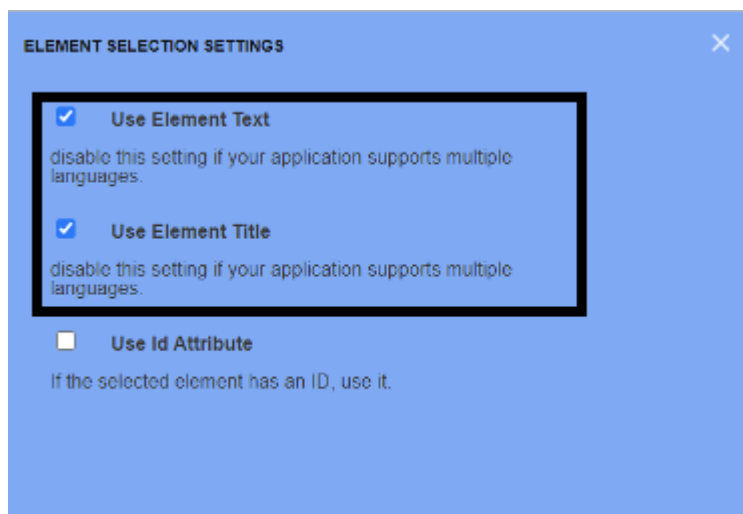 ELEMENT SELECTION SETTINGS
Use Element Text
disable this setting if your application supports multiple
languages.
Use Element Title
disable this setting if your application supports multiple
languages.
Use Id Attribute
If the selected element has an ID, use it.